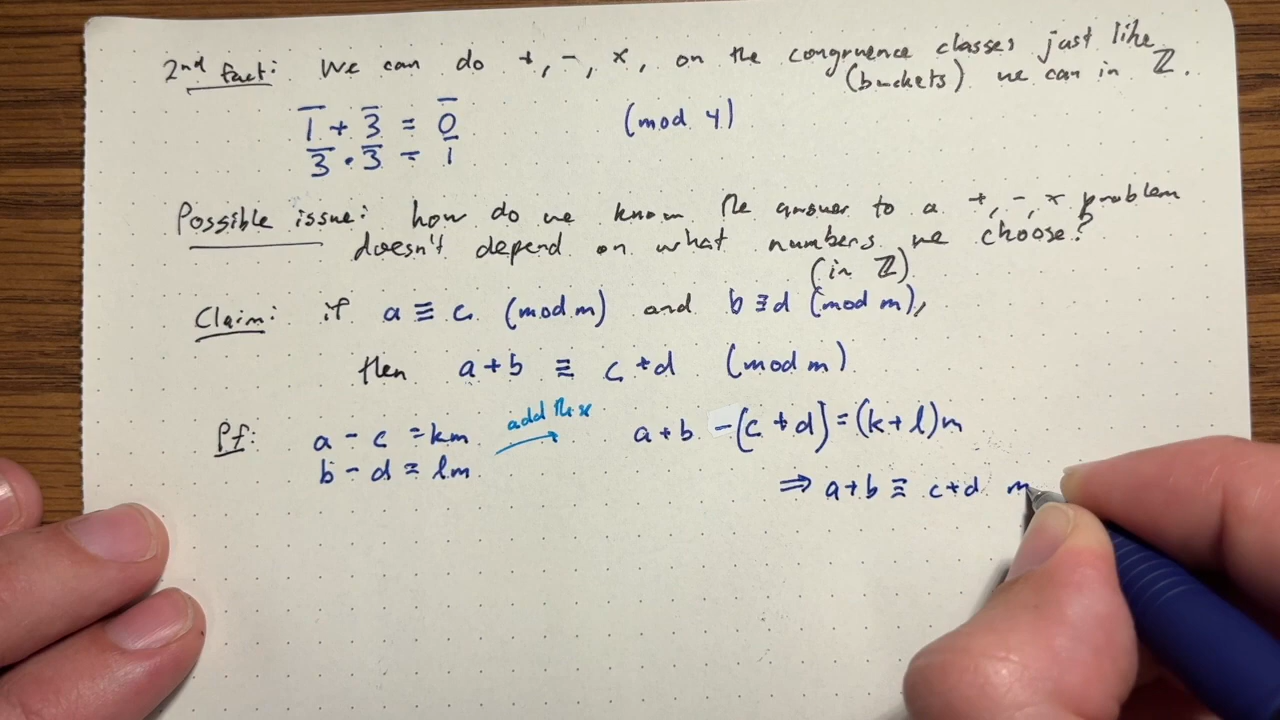 2nd fact: We can do +, -, ×, on the congruence classes just like
(buckets) we can in ℤ.
1̅ + 3̅ = 0̅ (mod 4)
3̅ · 3̅ = 1̅
Possible issue: how do we know the answer to a +, -, × problem
doesn't depend on what numbers we choose?
(in ℤ)
Claim: if a ≡ c (mod m) and b ≡ d (mod m),
then a + b ≡ c + d (mod m).
Pf: a - c = km add these a + b - (c + d) = (k + l)m
b - d = lm
⇒ a + b ≡ c + d m